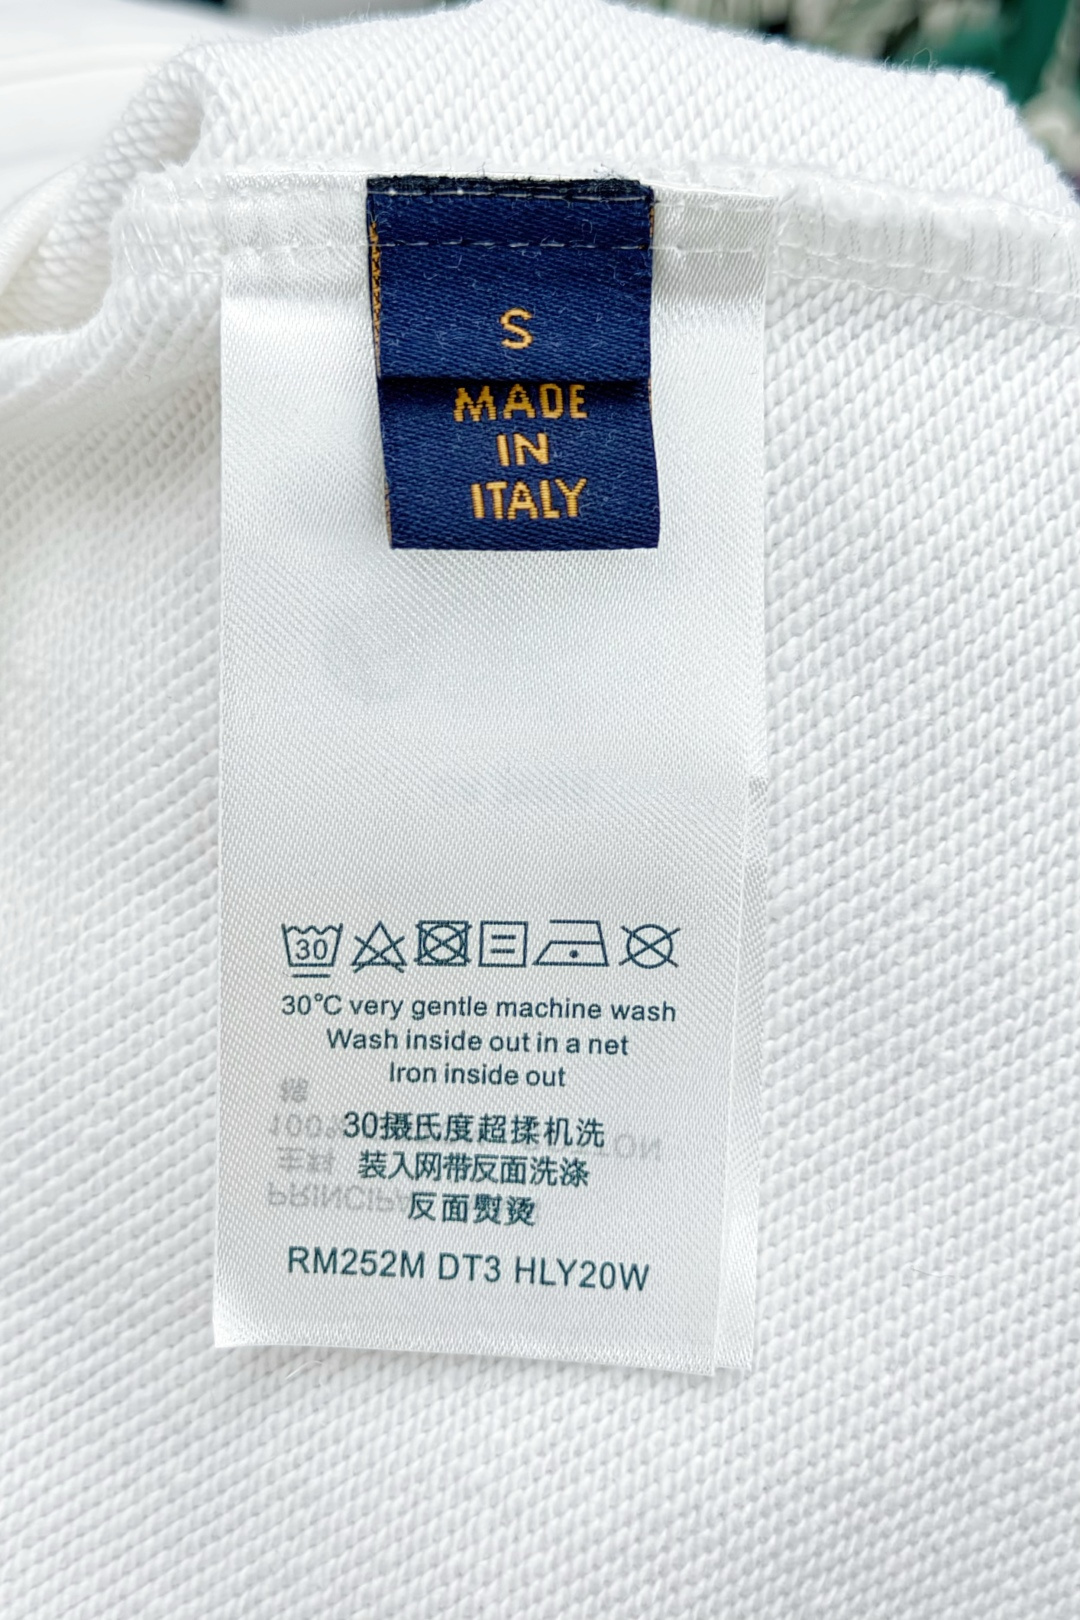 S
MADE
IN
ITALY
30
30°C very gentle machine wash
Wash inside out in a net
Iron inside out
30摄氏度超揉机洗
装入网带反面洗涤
反面熨烫
RM252M DT3 HLY20W